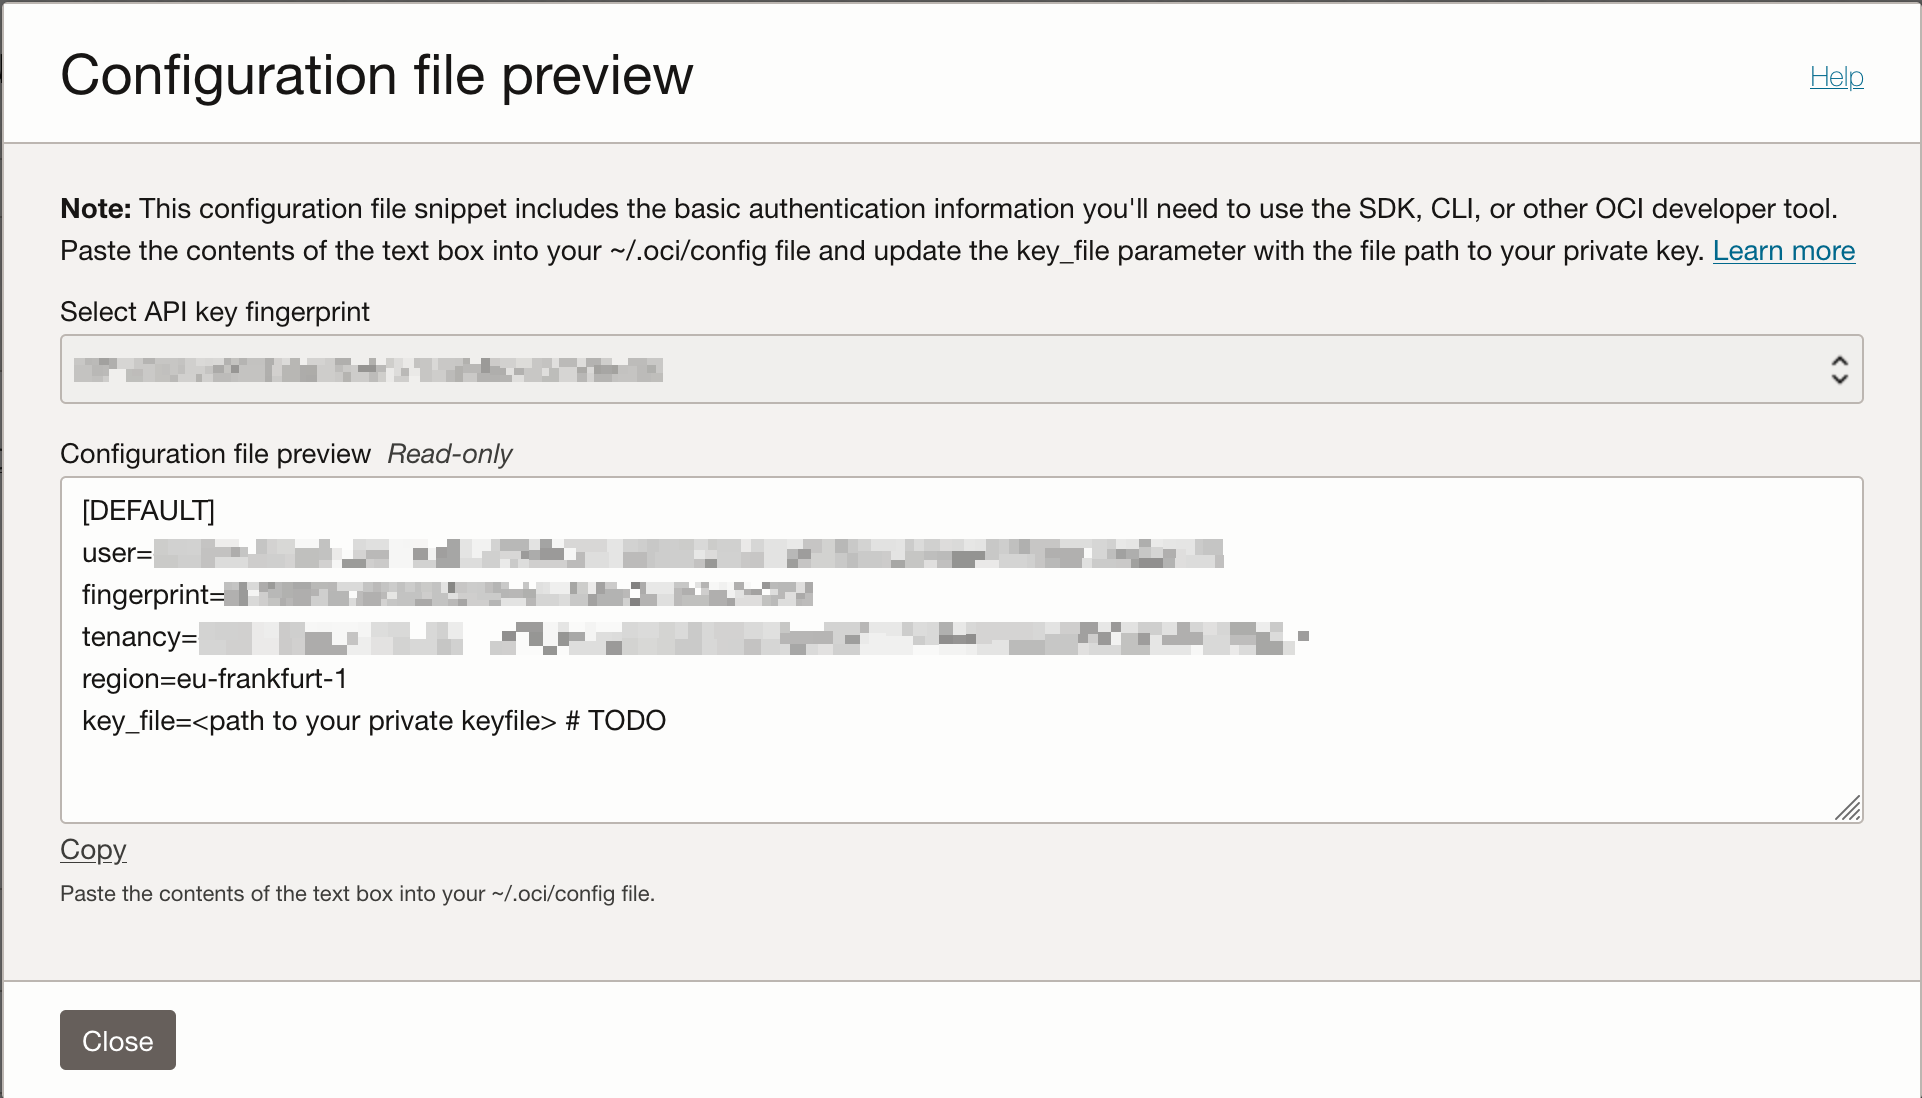 Configuration file preview
Help
Note: This configuration file snippet includes the basic authentication information you'll need to use the SDK, CLI, or other OCI developer tool.
Paste the contents of the text box into your ~/.oci/config file and update the key_file parameter with the file path to your private key. Learn more
Select API key fingerprint
Configuration file preview Read-only
[DEFAULT]
user=
fingerprint=
tenancy=
region=eu-frankfurt-1
key_file=<path to your private keyfile> # TODO
Copy
Paste the contents of the text box into your ~/.oci/config file.
Close